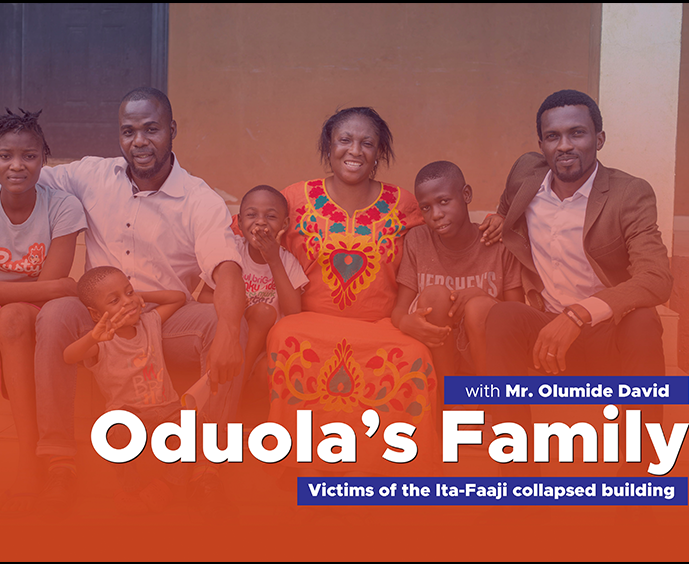 HERSHEY'S
with Mr. Olumide David
Oduola's Family
Victims of the Ita-Faaji collapsed building